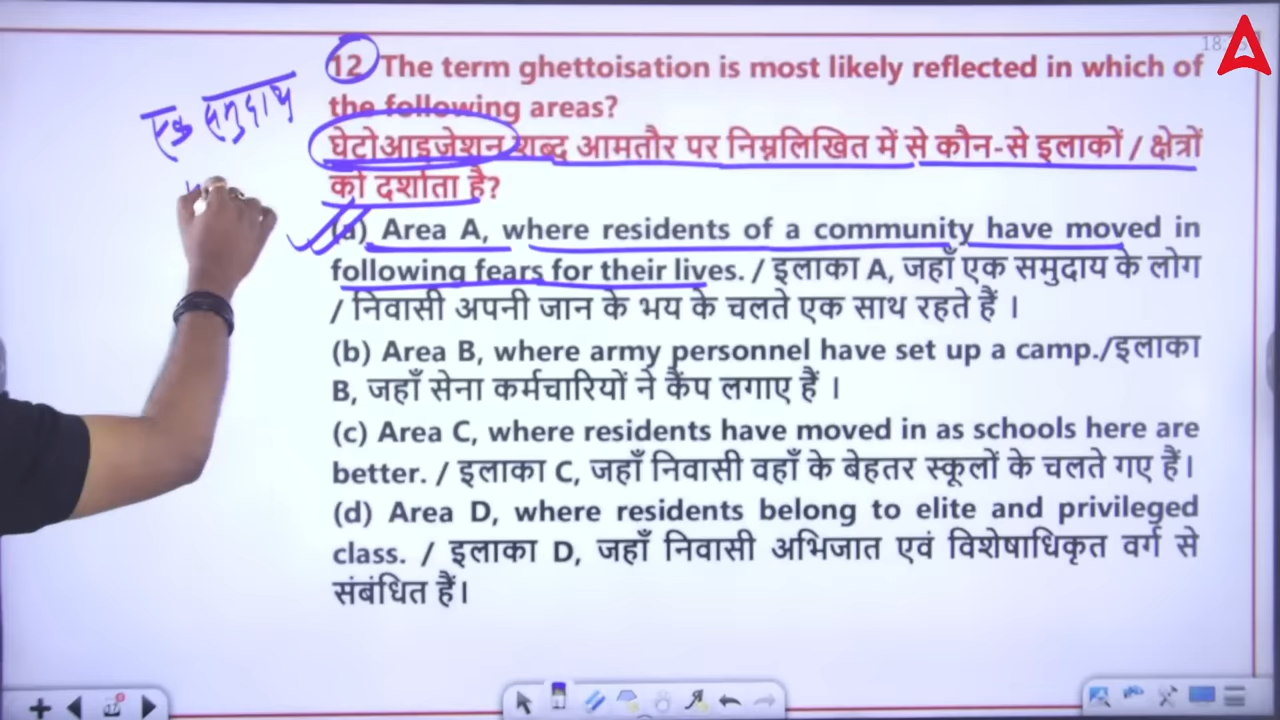 12. The term ghettoisation is most likely reflected in which of
the following areas?
घेटोआइजेशन शब्द आमतौर पर निम्नलिखित में से कौन-से इलाकों / क्षेत्रों
को दर्शाता है?
(a) Area A, where residents of a community have moved in
following fears for their lives. / इलाका A, जहाँ एक समुदाय के लोग
/ निवासी अपनी जान के भय के चलते एक साथ रहते हैं ।
(b) Area B, where army personnel have set up a camp./इलाका
B, जहाँ सेना कर्मचारियों ने कैंप लगाए हैं ।
(c) Area C, where residents have moved in as schools here are
better. / इलाका C, जहाँ निवासी वहाँ के बेहतर स्कूलों के चलते गए हैं।
(d) Area D, where residents belong to elite and privileged
class. / इलाका D, जहाँ निवासी अभिजात एवं विशेषाधिकृत वर्ग से
संबंधित हैं।
एक समुदाय